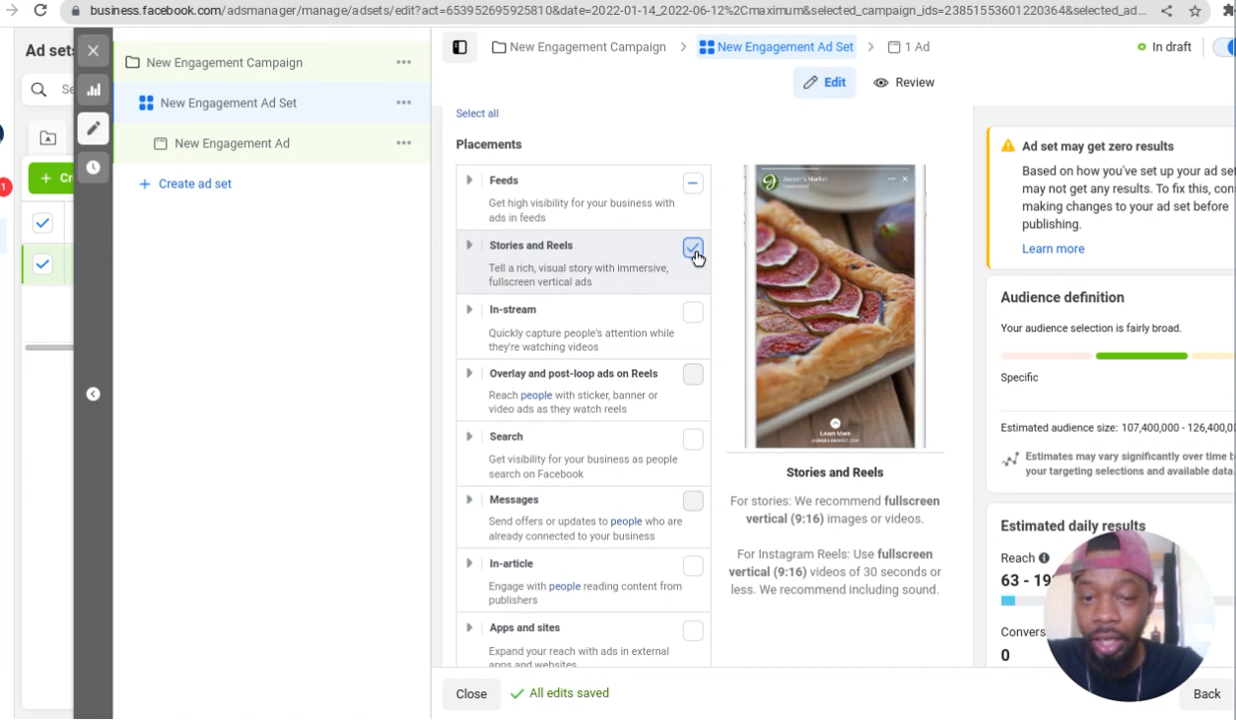 business.facebook.com/adsmanager/manage/adsets/edit?act=653952695925810&date=2022-01-14_2022-06-12%2Cmaximum&selected_campaign_ids=23851553601220364&selected_ad...
Ad sets
New Engagement Campaign
New Engagement Ad Set
New Engagement Ad
Create ad set
Se
+ Cr
1
New Engagement Campaign
New Engagement Ad Set
1 Ad
In draft
Edit
Review
Select all
Placements
Feeds
Get high visibility for your business with
ads in feeds
Stories and Reels
Tell a rich, visual story with immersive,
fullscreen vertical ads
In-stream
Quickly capture people's attention while
they're watching videos
Overlay and post-loop ads on Reels
Reach people with sticker, banner or
video ads as they watch reels
Search
Get visibility for your business as people
search on Facebook
Messages
Send offers or updates to people who are
already connected to your business
In-article
Engage with people reading content from
publishers
Apps and sites
Expand your reach with ads in external
apps and websites
Jasper's Market
Learn More
Stories and Reels
For stories: We recommend fullscreen
vertical (9:16) images or videos.
For Instagram Reels: Use fullscreen
vertical (9:16) videos of 30 seconds or
less. We recommend including sound.
Ad set may get zero results
Based on how you've set up your ad se
may not get any results. To fix this, con
making changes to your ad set before
publishing.
Learn more
Audience definition
Your audience selection is fairly broad.
Specific
Estimated audience size: 107,400,000 - 126,400,0
Estimates may vary significantly over time b
your targeting selections and available data.
Estimated daily results
Reach
63 - 19
Convers
0
Close
All edits saved
Back